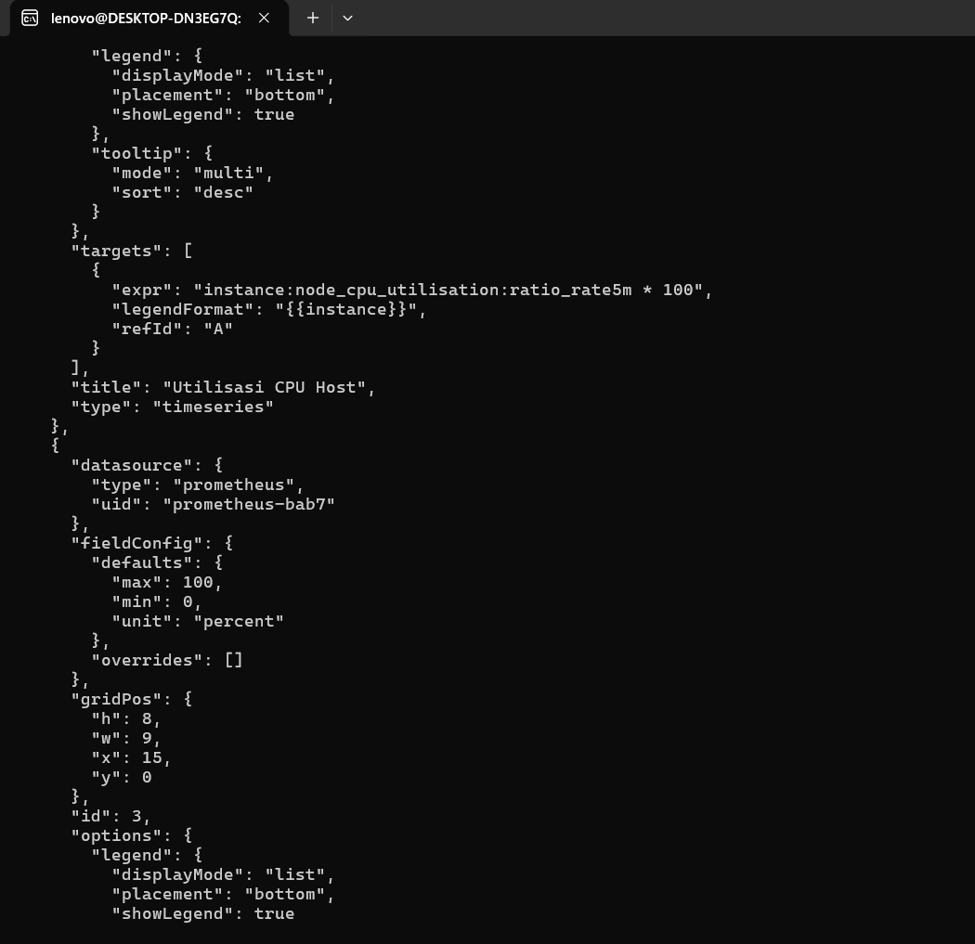 lenovo@DESKTOP-DN3EG7Q:
"legend": {
"displayMode": "list",
"placement": "bottom",
"showLegend": true
},
"tooltip": {
"mode": "multi",
"sort": "desc"
}
},
"targets": [
{
"expr": "instance:node_cpu_utilisation:ratio_rate5m * 100",
"legendFormat": "{{instance}}",
"refId": "A"
}
],
"title": "Utilisasi CPU Host",
"type": "timeseries"
},
{
"datasource": {
"type": "prometheus",
"uid": "prometheus-bab7"
},
"fieldConfig": {
"defaults": {
"max": 100,
"min": 0,
"unit": "percent"
},
"overrides": []
},
"gridPos": {
"h": 8,
"w": 9,
"x": 15,
"y": 0
},
"id": 3,
"options": {
"legend": {
"displayMode": "list",
"placement": "bottom",
"showLegend": true